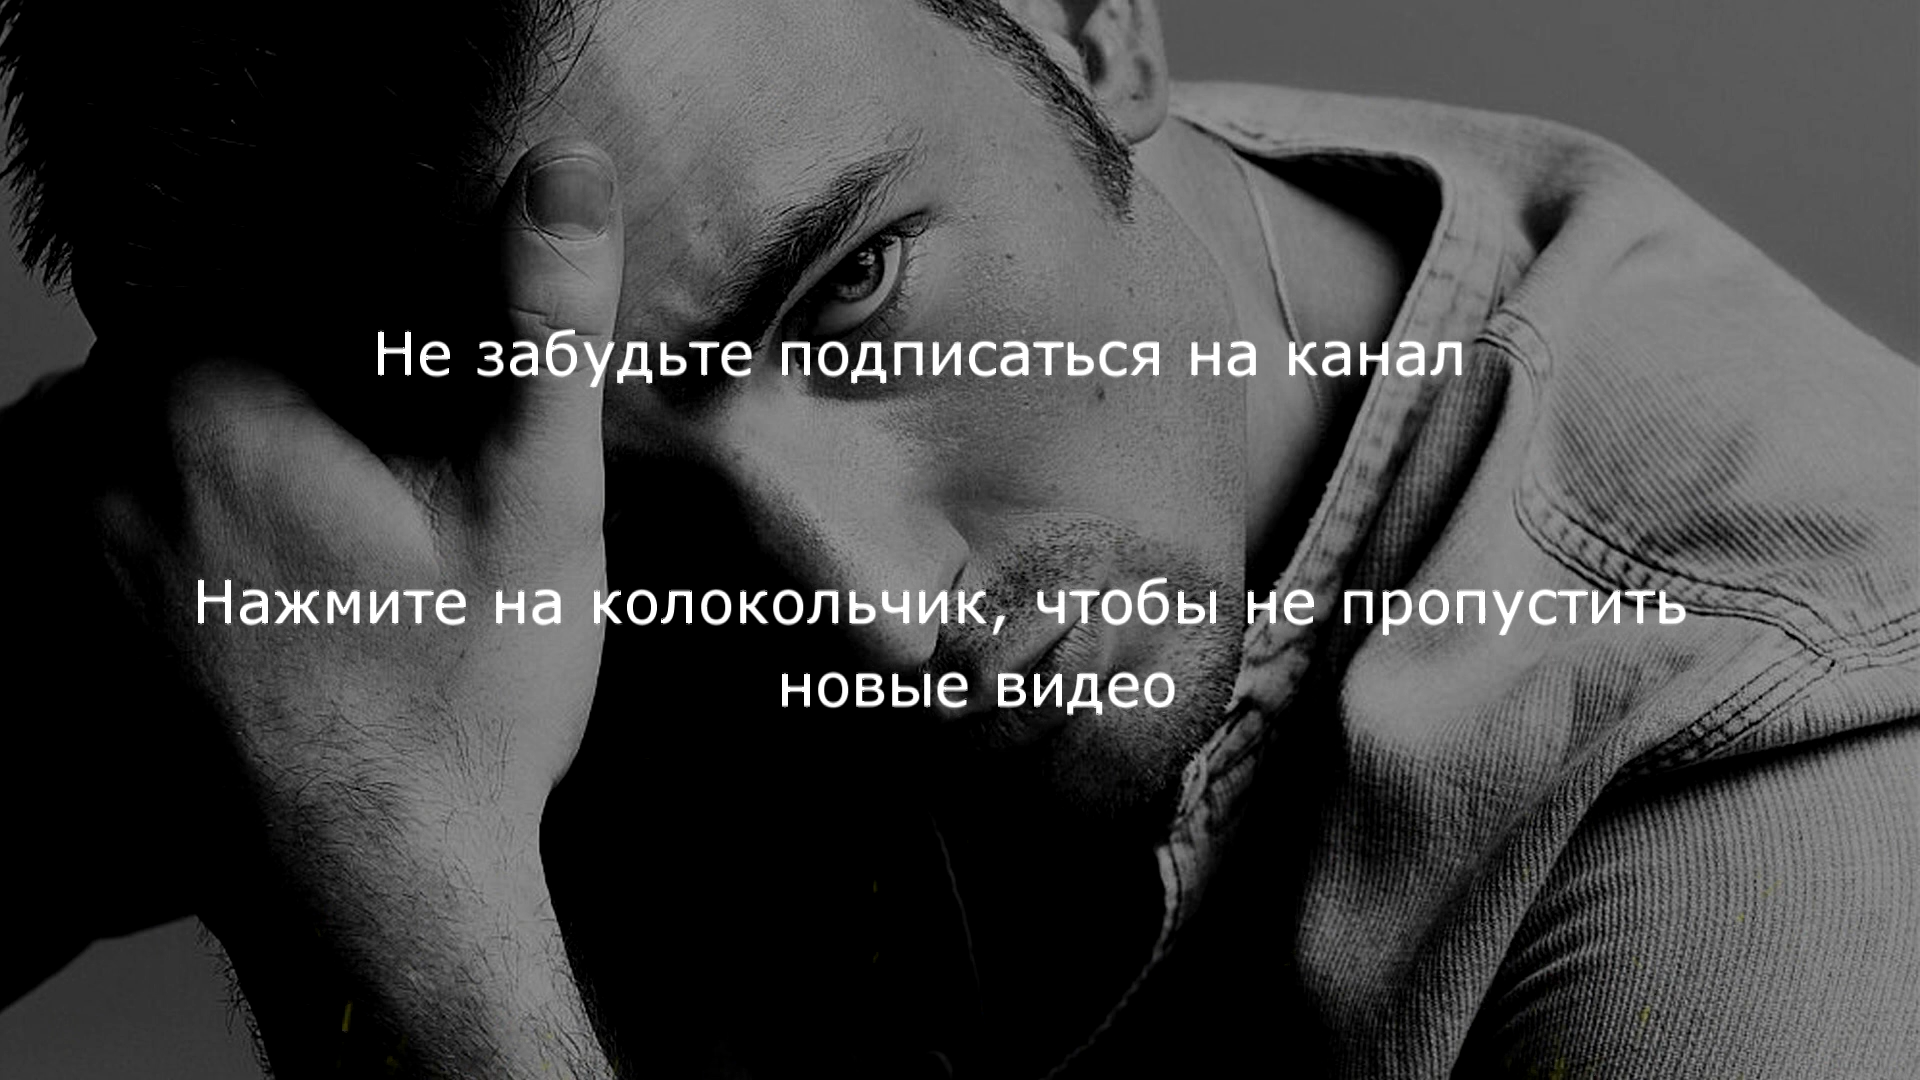 Не забудьте подписаться на канал
Нажмите на колокольчик, чтобы не пропустить
новые видео